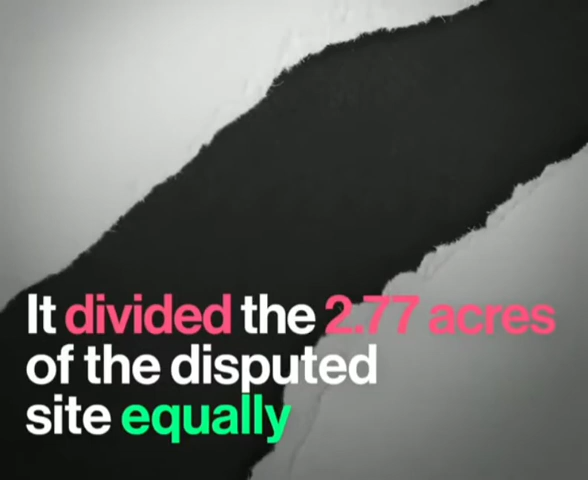 It divided the 2.77 acres
of the disputed
site equally